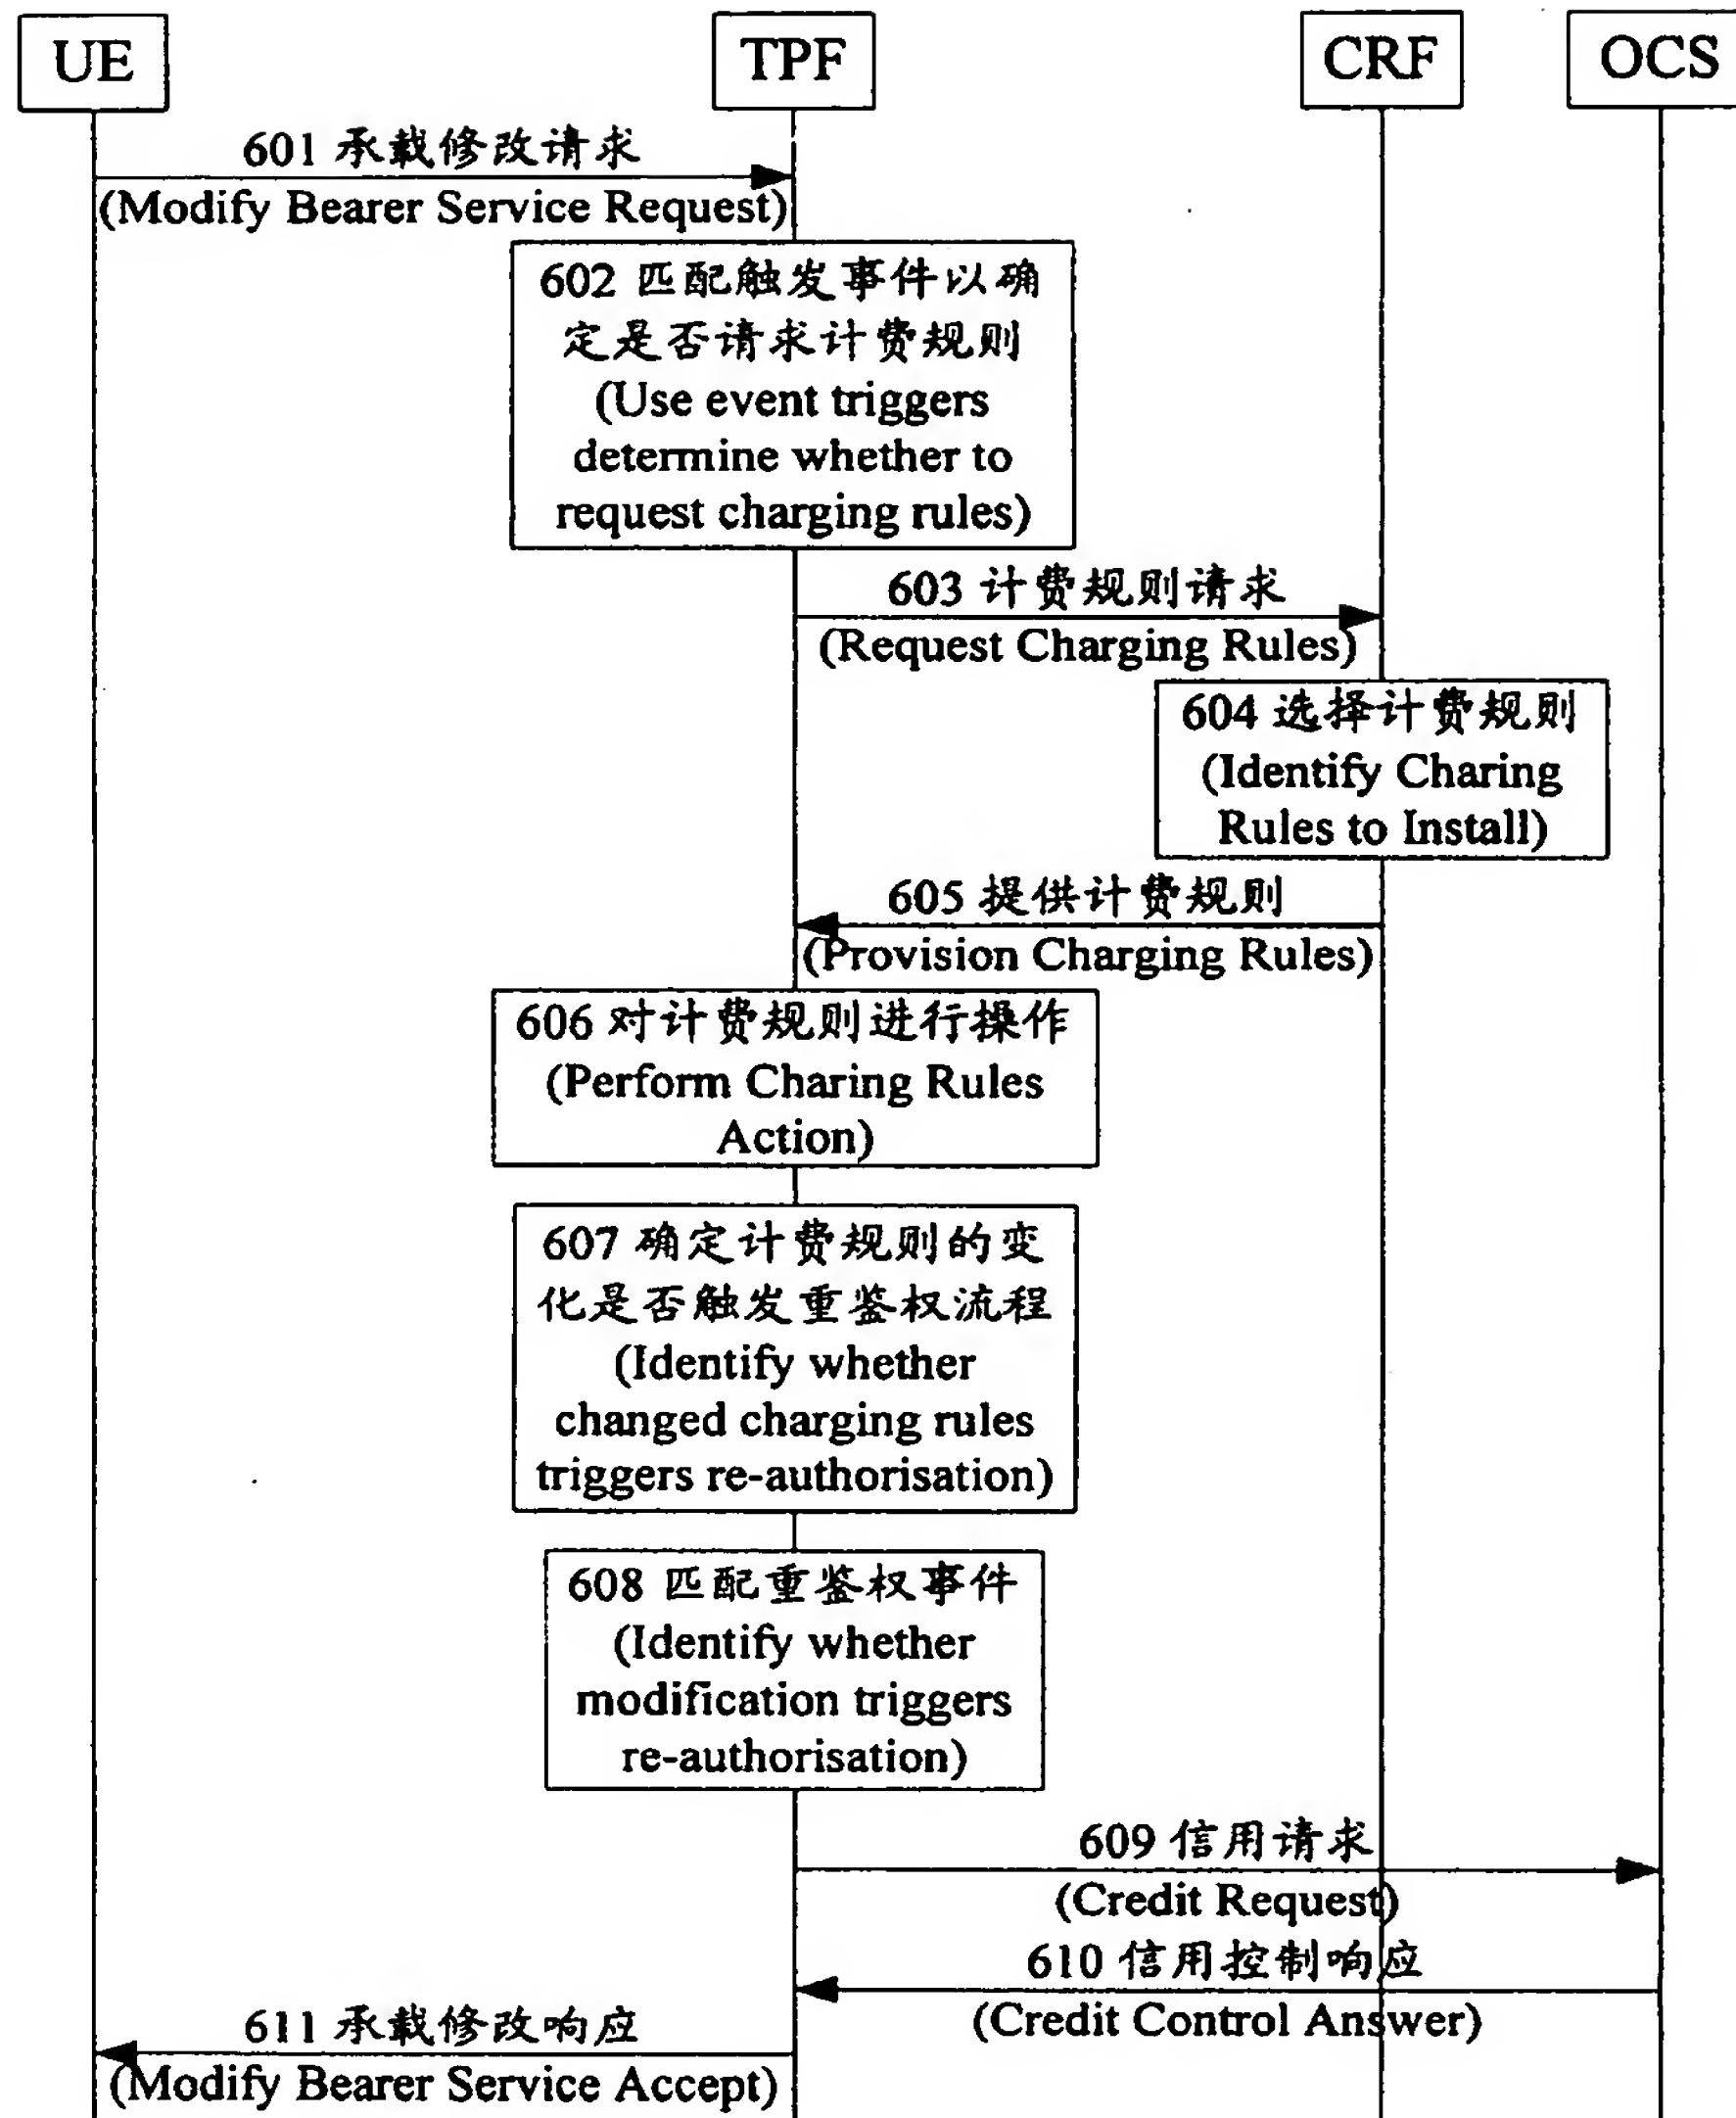 UE
TPF
CRF
OCS
601 承载修改请求
(Modify Bearer Service Request)
602 匹配触发事件以确
定是否请求计费规则
(Use event triggers
determine whether to
request charging rules)
603 计费规则请求
(Request Charging Rules)
604 选择计费规则
(Identify Charing
Rules to Install)
605 提供计费规则
(Provision Charging Rules)
606 对计费规则进行操作
(Perform Charing Rules
Action)
607 确定计费规则的变
化是否触发重鉴权流程
(Identify whether
changed charging rules
triggers re-authorisation)
608 匹配重鉴权事件
(Identify whether
modification triggers
re-authorisation)
609 信用请求
(Credit Request)
610 信用控制响应
(Credit Control Answer)
611 承载修改响应
(Modify Bearer Service Accept)